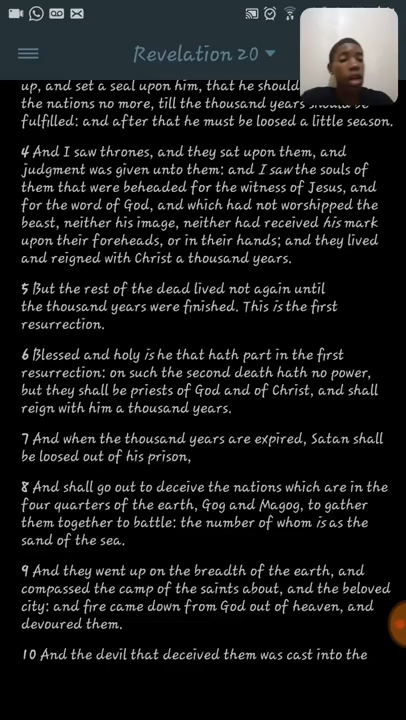 Revelation 20
up, and set a seal upon him, that he should
the nations no more, till the thousand years should be
fulfilled: and after that he must be loosed a little season.
4 And I saw thrones, and they sat upon them, and
judgment was given unto them: and I saw the souls of
them that were beheaded for the witness of Jesus, and
for the word of God, and which had not worshipped the
beast, neither his image, neither had received his mark
upon their foreheads, or in their hands; and they lived
and reigned with Christ a thousand years.
5 But the rest of the dead lived not again until
the thousand years were finished. This is the first
resurrection.
6 Blessed and holy is he that hath part in the first
resurrection: on such the second death hath no power,
but they shall be priests of God and of Christ, and shall
reign with him a thousand years.
7 And when the thousand years are expired, Satan shall
be loosed out of his prison,
8 And shall go out to deceive the nations which are in the
four quarters of the earth, Gog and Magog, to gather
them together to battle: the number of whom is as the
sand of the sea.
9 And they went up on the breadth of the earth, and
compassed the camp of the saints about, and the beloved
city: and fire came down from God out of heaven, and
devoured them.
10 And the devil that deceived them was cast into the